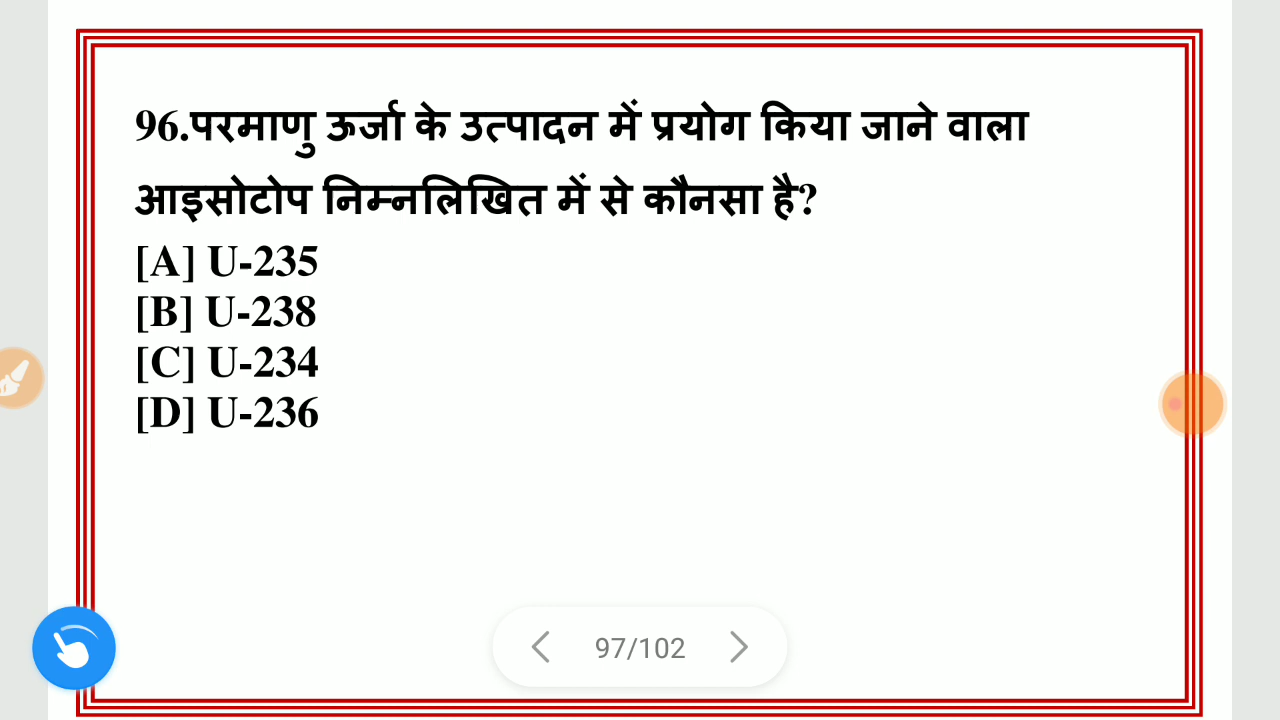 96.परमाणु ऊर्जा के उत्पादन में प्रयोग किया जाने वाला
आइसोटोप निम्नलिखित में से कौनसा है?
[A] U-235
[B] U-238
[C] U-234
[D] U-236
97/102